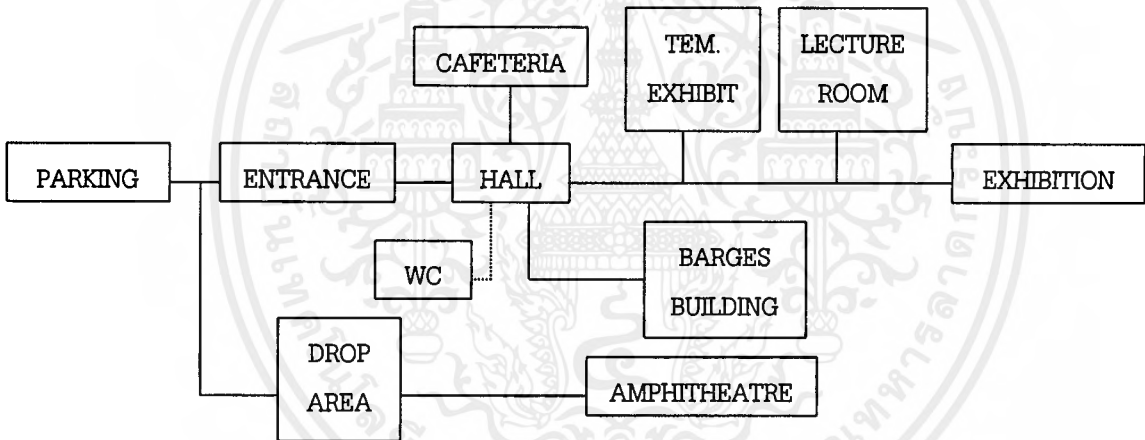 CAFETERIA
TEM.
EXHIBIT
LECTURE
ROOM
PARKING
ENTRANCE
HALL
EXHIBITION
WC
BARGES
BUILDING
DROP
AREA
AMPHITHEATRE